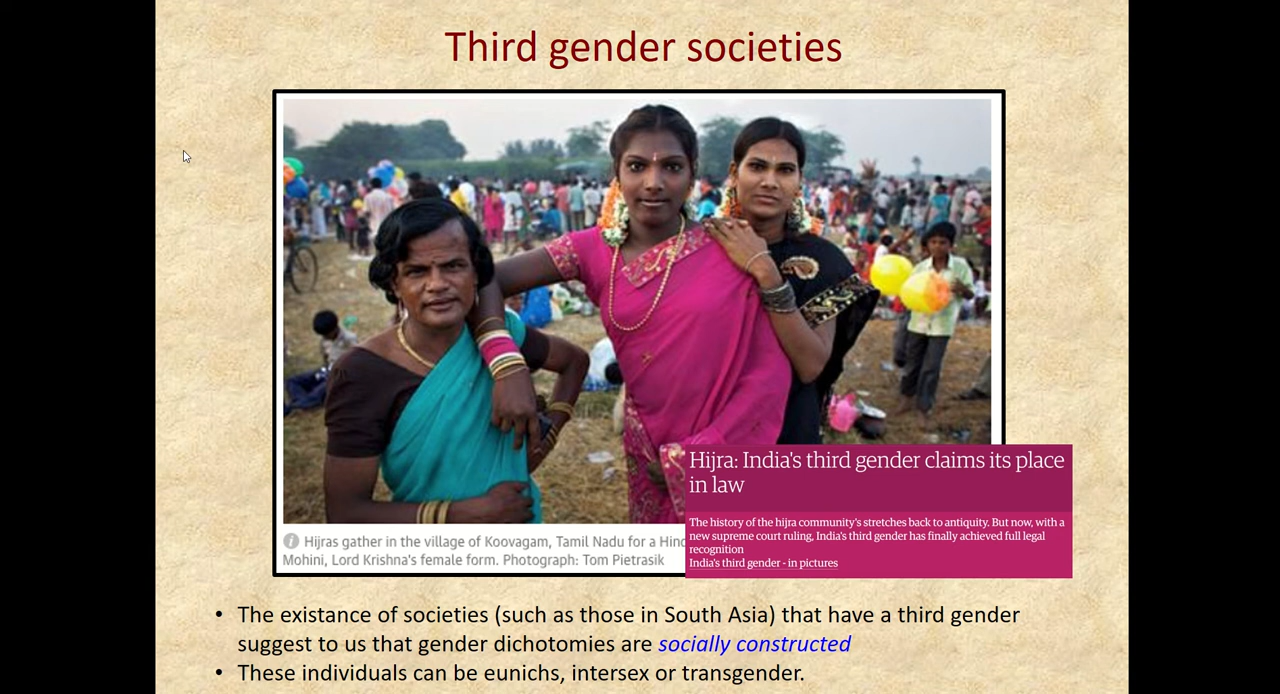 Third gender societies
Hijra: India's third gender claims its place
in law
The history of the hijra community's stretches back to antiquity. But now, with a
new supreme court ruling, India's third gender has finally achieved full legal
recognition
India's third gender - in pictures
i Hijras gather in the village of Koovagam, Tamil Nadu for a
Mohini, Lord Krishna's female form. Photograph: Tom Pietrasik
• The existance of societies (such as those in South Asia) that have a third gender
suggest to us that gender dichotomies are socially constructed
• These individuals can be eunichs, intersex or transgender.